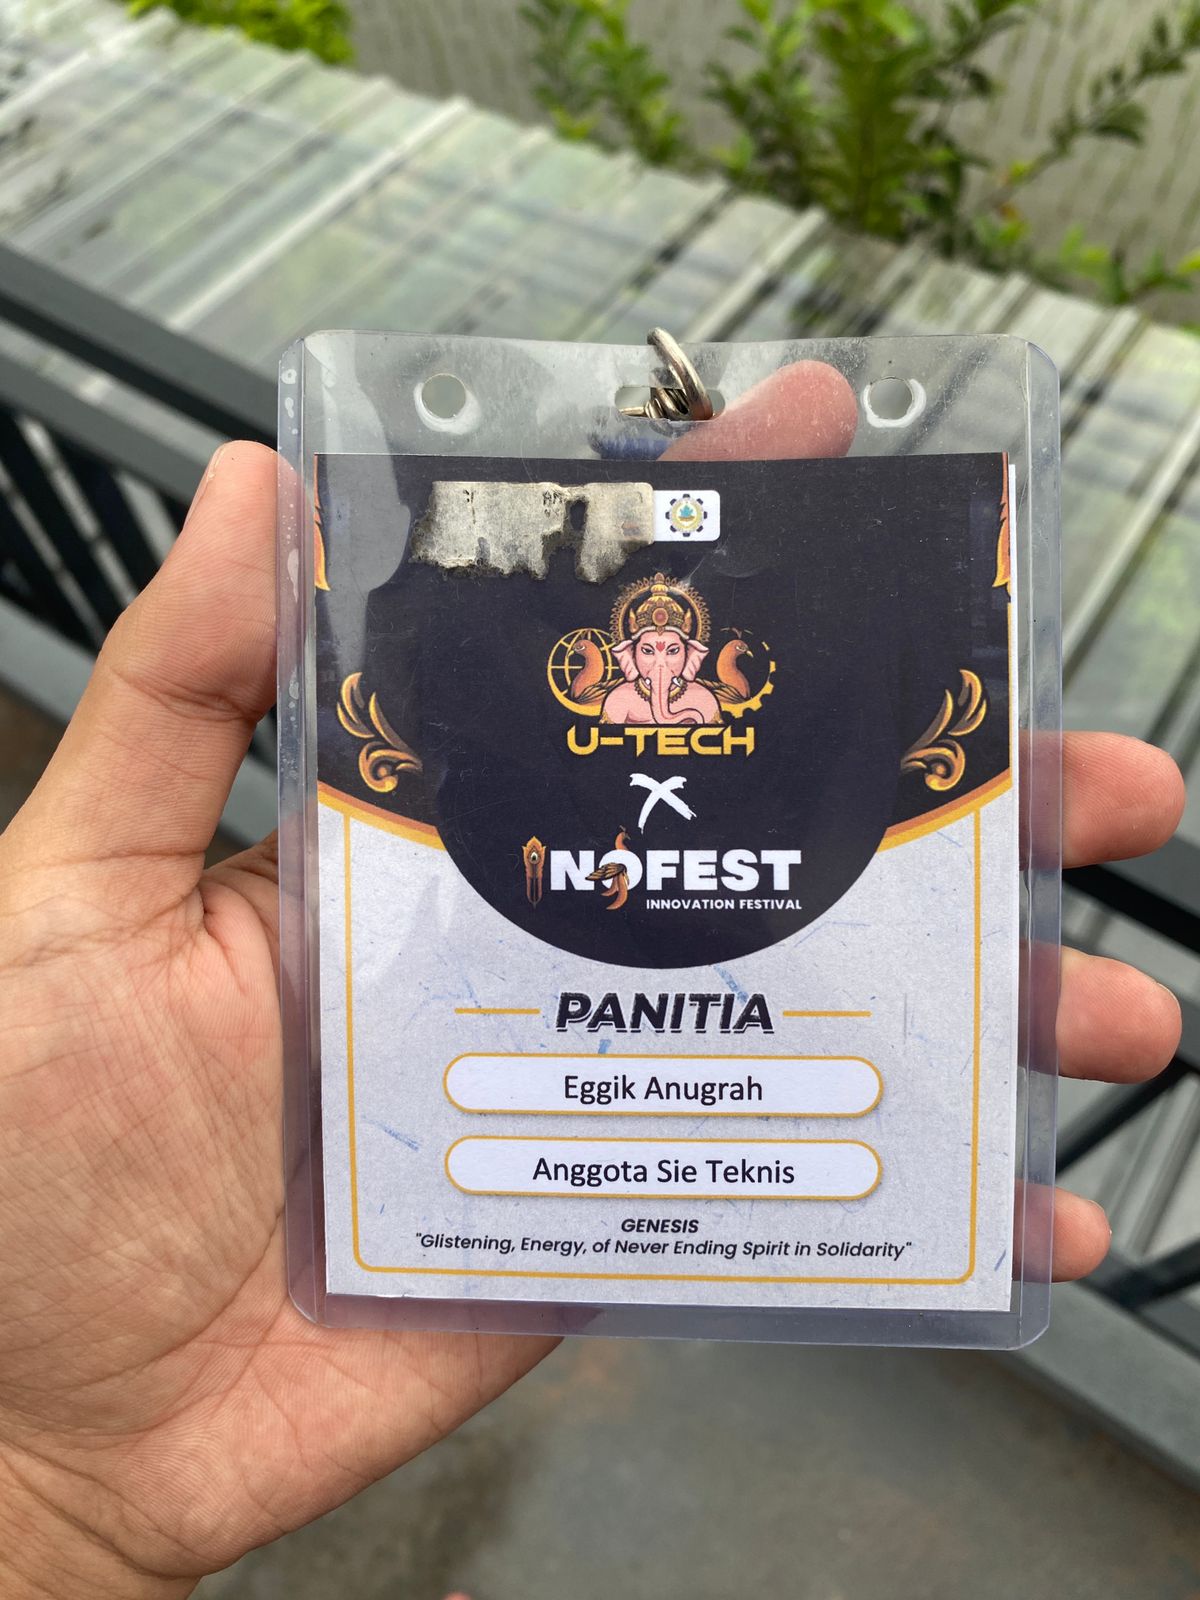 U-TECH
X
INOFEST
INNOVATION FESTIVAL
PANITIA
Eggik Anugrah
Anggota Sie Teknis
GENESIS
"Glistening, Energy, of Never Ending Spirit in Solidarity"